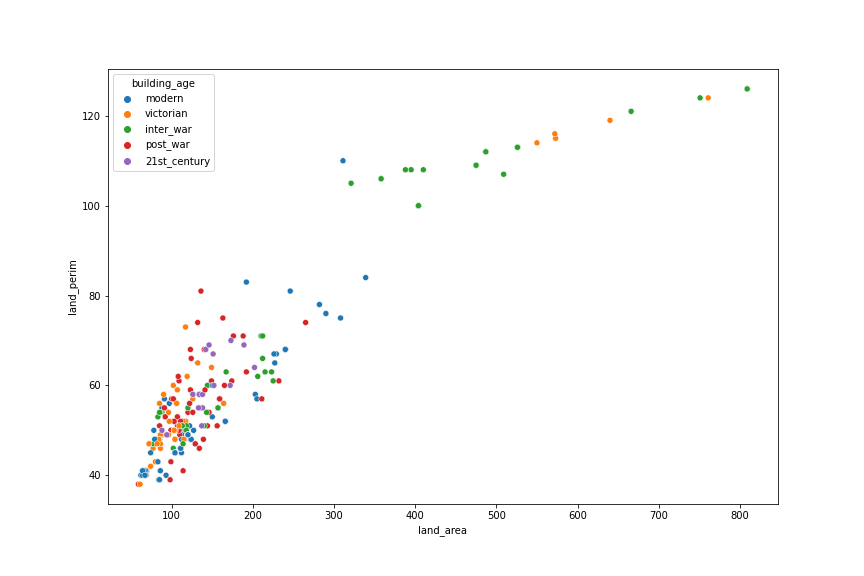 building_age
modern
victorian
inter_war
post_war
21st_century
land_perim
120
100
80
60
40
100
200
300
400
500
600
700
800
land_area